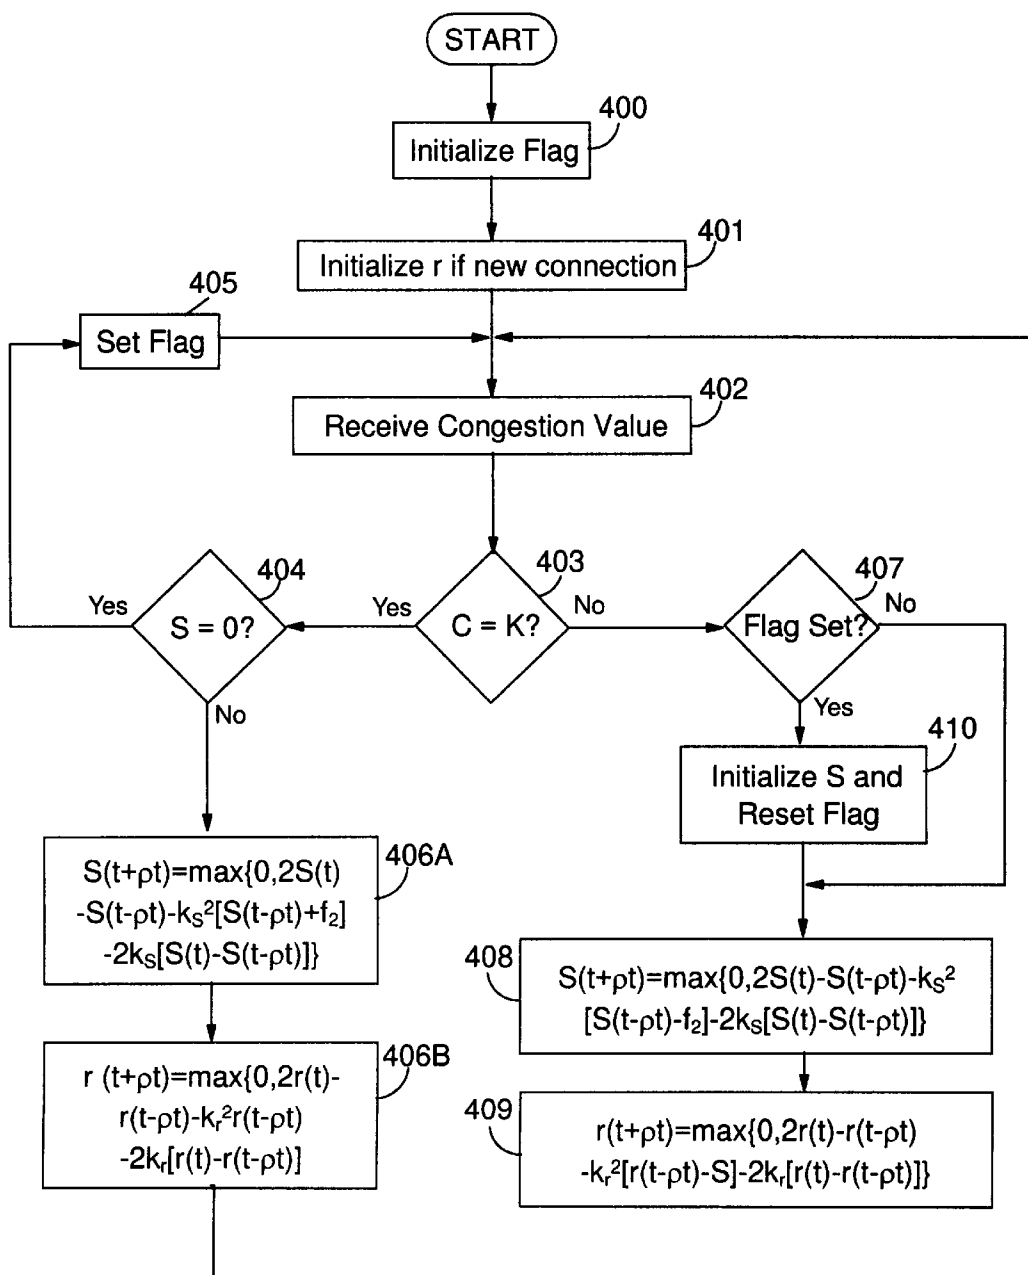 START
400
Initialize Flag
401
Initialize r if new connection
405
Set Flag
402
Receive Congestion Value
404
403
407
Yes
S = 0?
Yes
C = K?
No
Flag Set?
No
No
Yes
410
Initialize S and
Reset Flag
406A
S(t+ρt)=max{0,2S(t)
-S(t-ρt)-kS²[S(t-ρt)+f₂]
-2kS[S(t)-S(t-ρt)]}
408
S(t+ρt)=max{0,2S(t)-S(t-ρt)-kS²
[S(t-ρt)-f₂]-2kS[S(t)-S(t-ρt)]}
406B
r (t+ρt)=max{0,2r(t)-
r(t-ρt)-kr²r(t-ρt)
-2kr[r(t)-r(t-ρt)]
409
r(t+ρt)=max{0,2r(t)-r(t-ρt)
-kr²[r(t-ρt)-S]-2kr[r(t)-r(t-ρt)]}